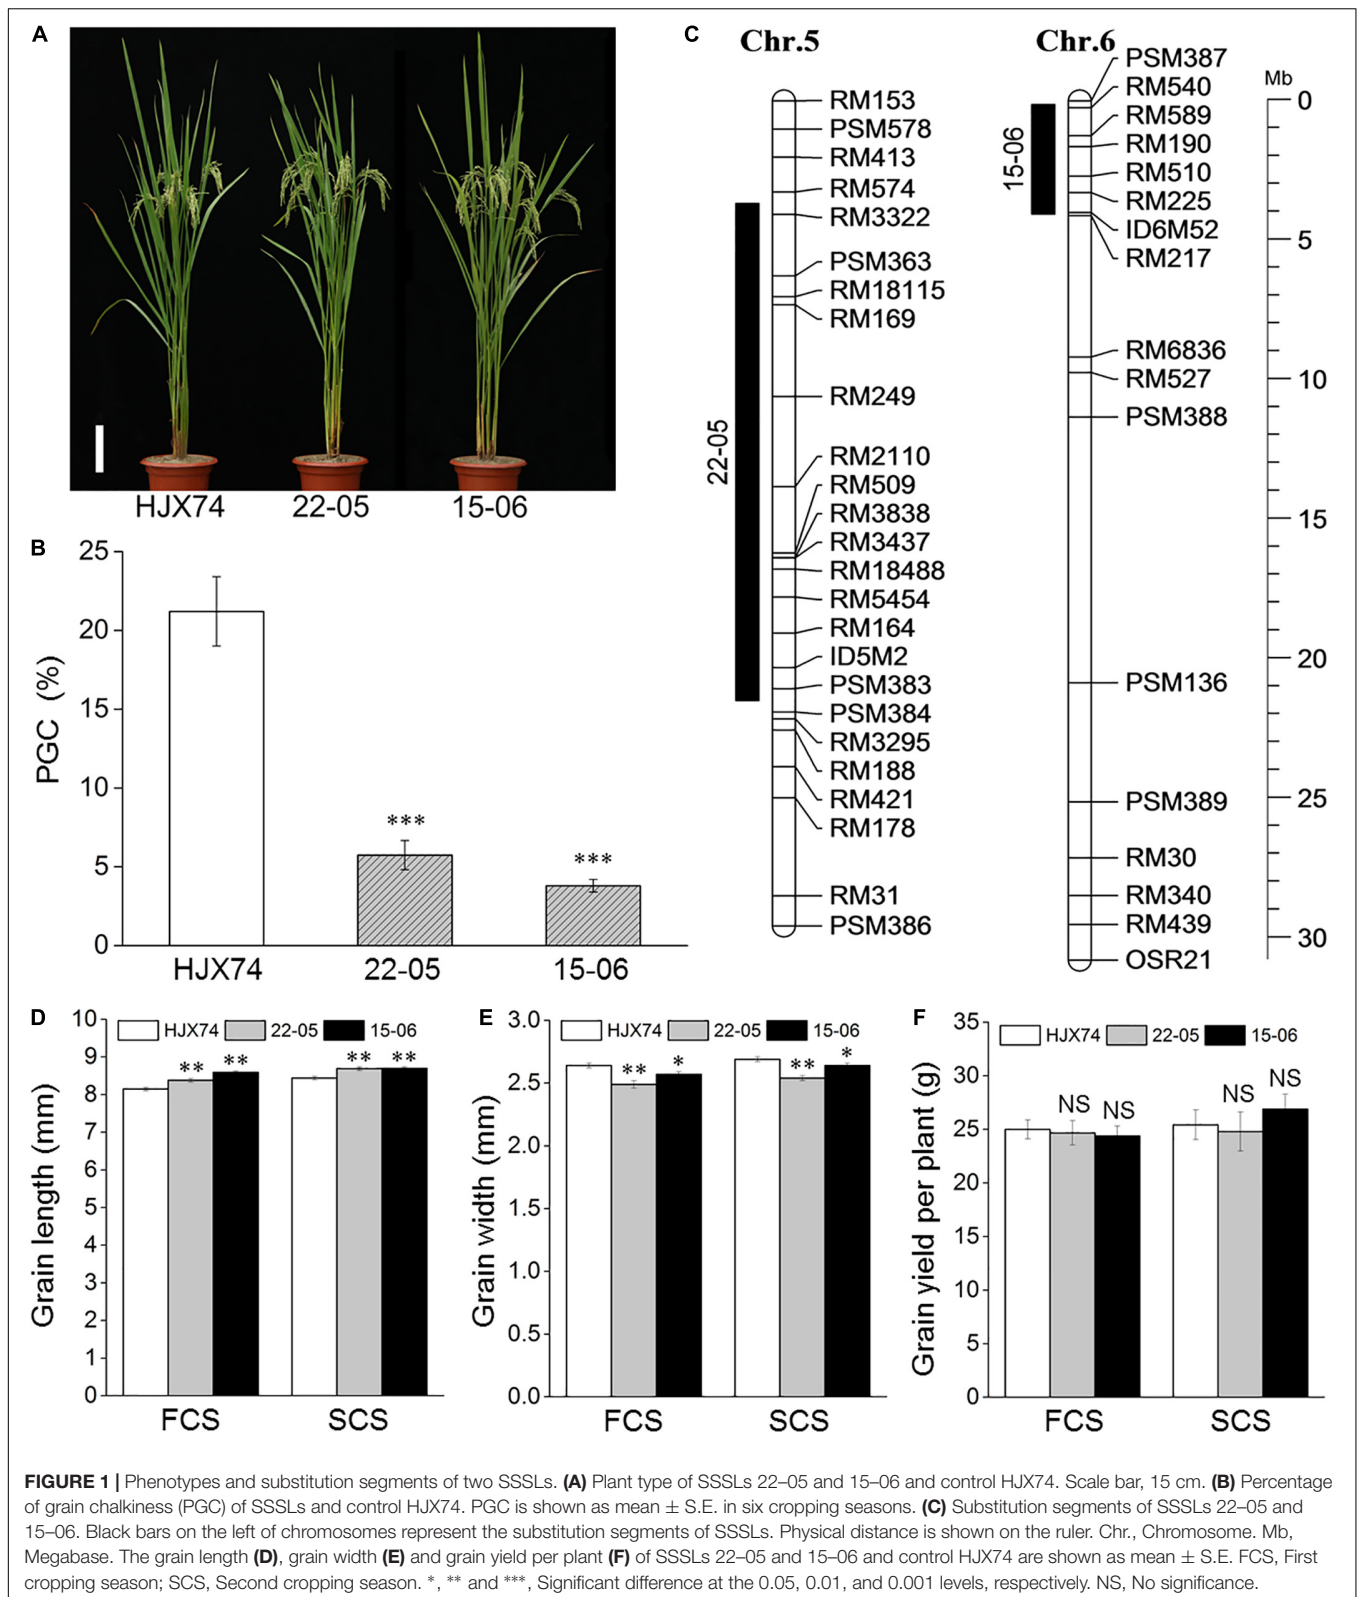 A
HJX74 22-05 15-06
B
25
20
15
10
5
0
PGC (%)
***
***
HJX74 22-05 15-06
C
Chr.5
22-05
RM153
PSM578
RM413
RM574
RM3322
PSM363
RM18115
RM169
RM249
RM2110
RM509
RM3838
RM3437
RM18488
RM5454
RM164
ID5M2
PSM383
PSM384
RM3295
RM188
RM421
RM178
RM31
PSM386
Chr.6
15-06
PSM387
RM540
RM589
RM190
RM510
RM225
ID6M52
RM217
RM6836
RM527
PSM388
PSM136
PSM389
RM30
RM340
RM439
OSR21
Mb
0
5
10
15
20
25
30
D
HJX74 22-05 15-06
10
9
8
7
6
5
4
3
2
1
0
Grain length (mm)
** ** ** **
FCS SCS
E
HJX74 22-05 15-06
3.0
2.5
2.0
1.5
1.0
0.5
0.0
Grain width (mm)
** * ** *
FCS SCS
F
HJX74 22-05 15-06
35
30
25
20
15
10
5
0
Grain yield per plant (g)
NS NS NS NS
FCS SCS
FIGURE 1 | Phenotypes and substitution segments of two SSSLs. (A) Plant type of SSSLs 22–05 and 15–06 and control HJX74. Scale bar, 15 cm. (B) Percentage
of grain chalkiness (PGC) of SSSLs and control HJX74. PGC is shown as mean ± S.E. in six cropping seasons. (C) Substitution segments of SSSLs 22–05 and
15–06. Black bars on the left of chromosomes represent the substitution segments of SSSLs. Physical distance is shown on the ruler. Chr., Chromosome. Mb,
Megabase. The grain length (D), grain width (E) and grain yield per plant (F) of SSSLs 22–05 and 15–06 and control HJX74 are shown as mean ± S.E. FCS, First
cropping season; SCS, Second cropping season. *, ** and ***, Significant difference at the 0.05, 0.01, and 0.001 levels, respectively. NS, No significance.